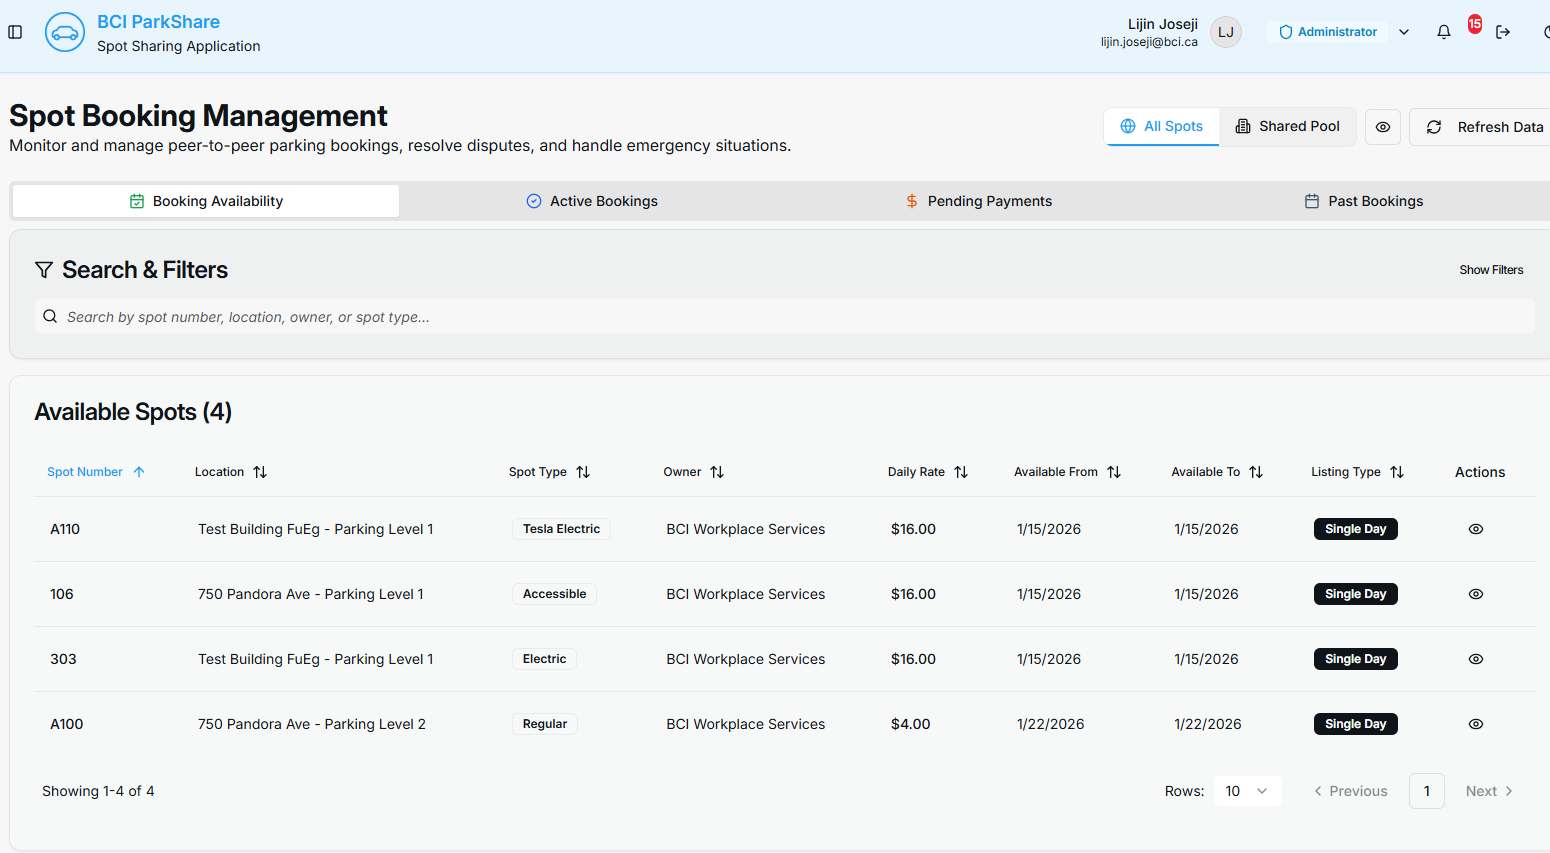 BCI ParkShare
Spot Sharing Application
Lijin Joseji
lijin.joseji@bci.ca
LJ
Administrator
15
Spot Booking Management
Monitor and manage peer-to-peer parking bookings, resolve disputes, and handle emergency situations.
All Spots
Shared Pool
Refresh Data
Booking Availability
Active Bookings
Pending Payments
Past Bookings
Search & Filters
Show Filters
Search by spot number, location, owner, or spot type...
Available Spots (4)
Spot Number Location Spot Type Owner Daily Rate Available From Available To Listing Type Actions
A110 Test Building FuEg - Parking Level 1 Tesla Electric BCI Workplace Services $16.00 1/15/2026 1/15/2026 Single Day
106 750 Pandora Ave - Parking Level 1 Accessible BCI Workplace Services $16.00 1/15/2026 1/15/2026 Single Day
303 Test Building FuEg - Parking Level 1 Electric BCI Workplace Services $16.00 1/15/2026 1/15/2026 Single Day
A100 750 Pandora Ave - Parking Level 2 Regular BCI Workplace Services $4.00 1/22/2026 1/22/2026 Single Day
Showing 1-4 of 4
Rows: 10
Previous 1 Next